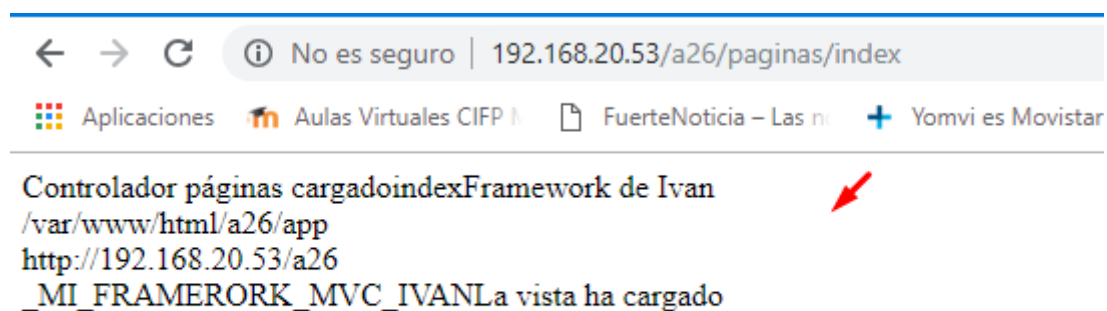 No es seguro | 192.168.20.53/a26/paginas/index
Aplicaciones Aulas Virtuales CIFP FuerteNoticia – Las Yomvi es Movistar
Controlador páginas cargadoindexFramework de Ivan
/var/www/html/a26/app
http://192.168.20.53/a26
_MI_FRAMERORK_MVC_IVANLa vista ha cargado